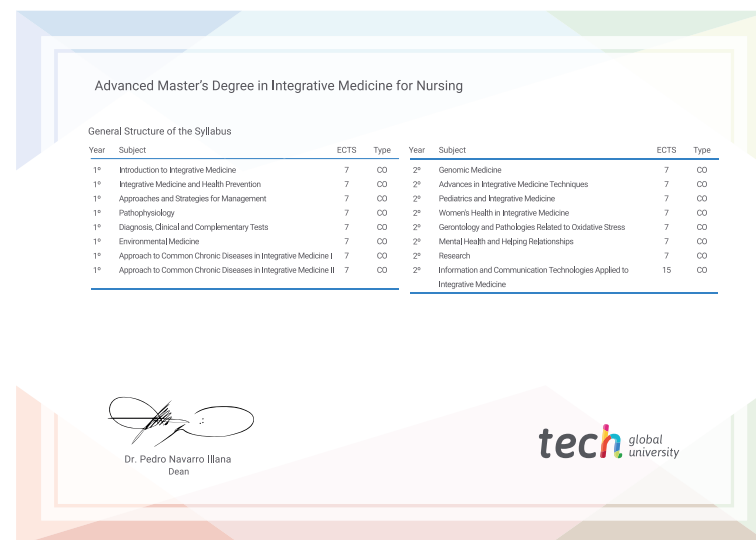 Advanced Master's Degree in Integrative Medicine for Nursing
General Structure of the Syllabus
Year Subject ECTS Type
1º Introduction to Integrative Medicine 7 CO
1º Integrative Medicine and Health Prevention 7 CO
1º Approaches and Strategies for Management 7 CO
1º Pathophysiology 7 CO
1º Diagnosis, Clinical and Complementary Tests 7 CO
1º Environmental Medicine 7 CO
1º Approach to Common Chronic Diseases in Integrative Medicine I 7 CO
1º Approach to Common Chronic Diseases in Integrative Medicine II 7 CO
Year Subject ECTS Type
2º Genomic Medicine 7 CO
2º Advances in Integrative Medicine Techniques 7 CO
2º Pediatrics and Integrative Medicine 7 CO
2º Women's Health in Integrative Medicine 7 CO
2º Gerontology and Pathologies Related to Oxidative Stress 7 CO
2º Mental Health and Helping Relationships 7 CO
2º Research 7 CO
2º Information and Communication Technologies Applied to 15 CO
Integrative Medicine
Dr. Pedro Navarro Illana
Dean
tech global
university